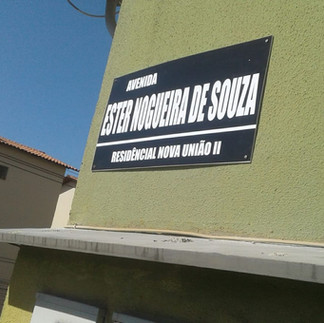 AVENIDA
ESTER NOGUEIRA DE SOUZA
RESIDÊNCIAL NOVA UNIÃO II